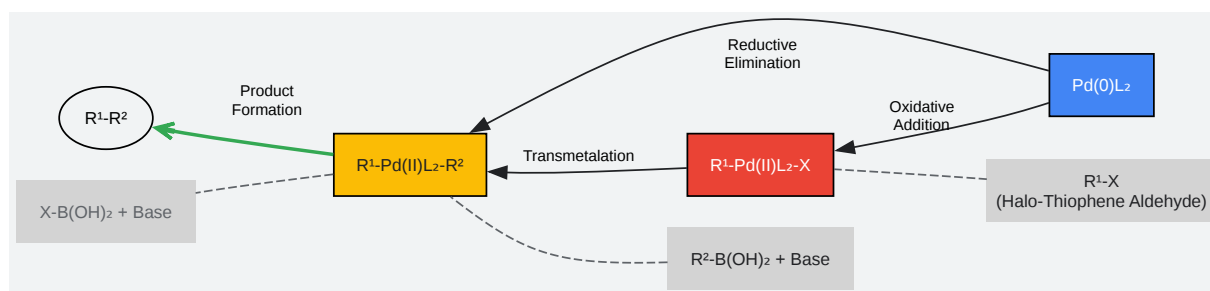 Reductive
Elimination
Pd(0)L₂
Product
Formation
R¹-R²
Oxidative
Addition
Transmetalation
R¹-Pd(II)L₂-R²
R¹-Pd(II)L₂-X
R¹-X
(Halo-Thiophene Aldehyde)
X-B(OH)₂ + Base
R²-B(OH)₂ + Base